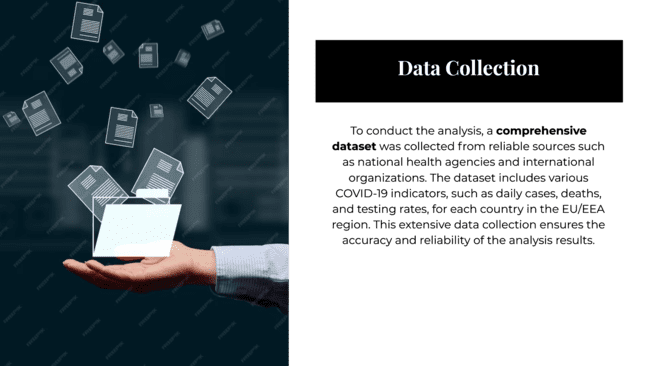 Data Collection
To conduct the analysis, a comprehensive
dataset was collected from reliable sources such
as national health agencies and international
organizations. The dataset includes various
COVID-19 indicators, such as daily cases, deaths,
and testing rates, for each country in the EU/EEA
region. This extensive data collection ensures the
accuracy and reliability of the analysis results.